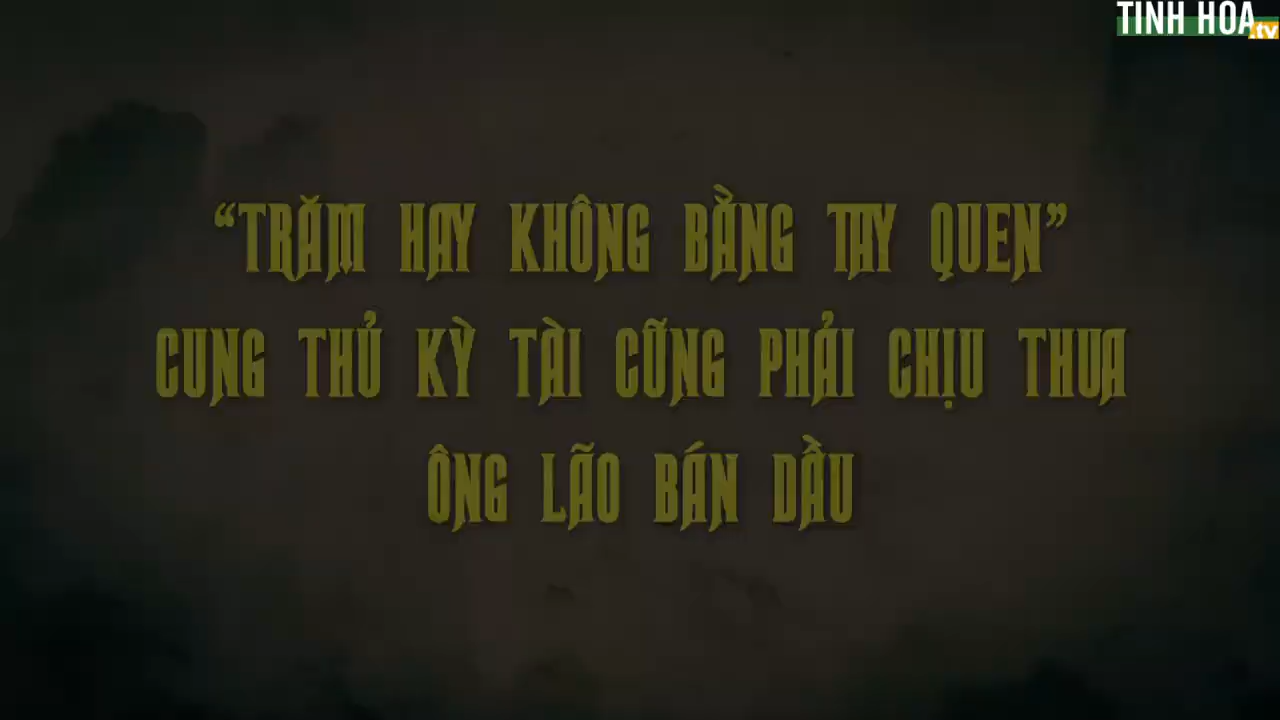 TINH HOA.tv
“TRĂM HAY KHÔNG BẰNG TAY QUEN”
CUNG THỦ KỲ TÀI CŨNG PHẢI CHỊU THUA
ÔNG LÃO BÁN DẦU